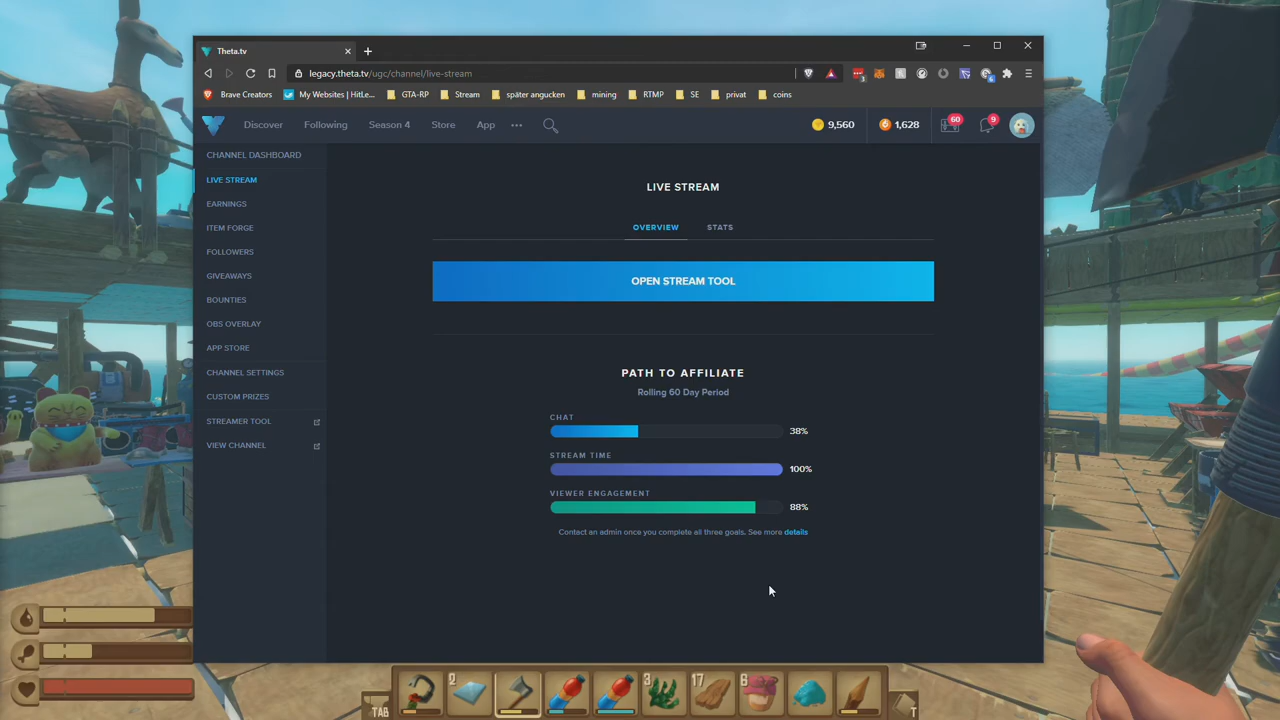 Theta.tv
legacy.theta.tv/ugc/channel/live-stream
3
6
Brave Creators
My Websites | HitLe...
GTA-RP
Stream
später angucken
mining
RTMP
SE
privat
coins
Discover
Following
Season 4
Store
App
9,560
1,628
60
9
CHANNEL DASHBOARD
LIVE STREAM
EARNINGS
ITEM FORGE
FOLLOWERS
GIVEAWAYS
BOUNTIES
OBS OVERLAY
APP STORE
CHANNEL SETTINGS
CUSTOM PRIZES
STREAMER TOOL
VIEW CHANNEL
LIVE STREAM
OVERVIEW
STATS
OPEN STREAM TOOL
PATH TO AFFILIATE
Rolling 60 Day Period
CHAT
38%
STREAM TIME
100%
VIEWER ENGAGEMENT
88%
Contact an admin once you complete all three goals. See more details
TAB
2
3
17
8
T